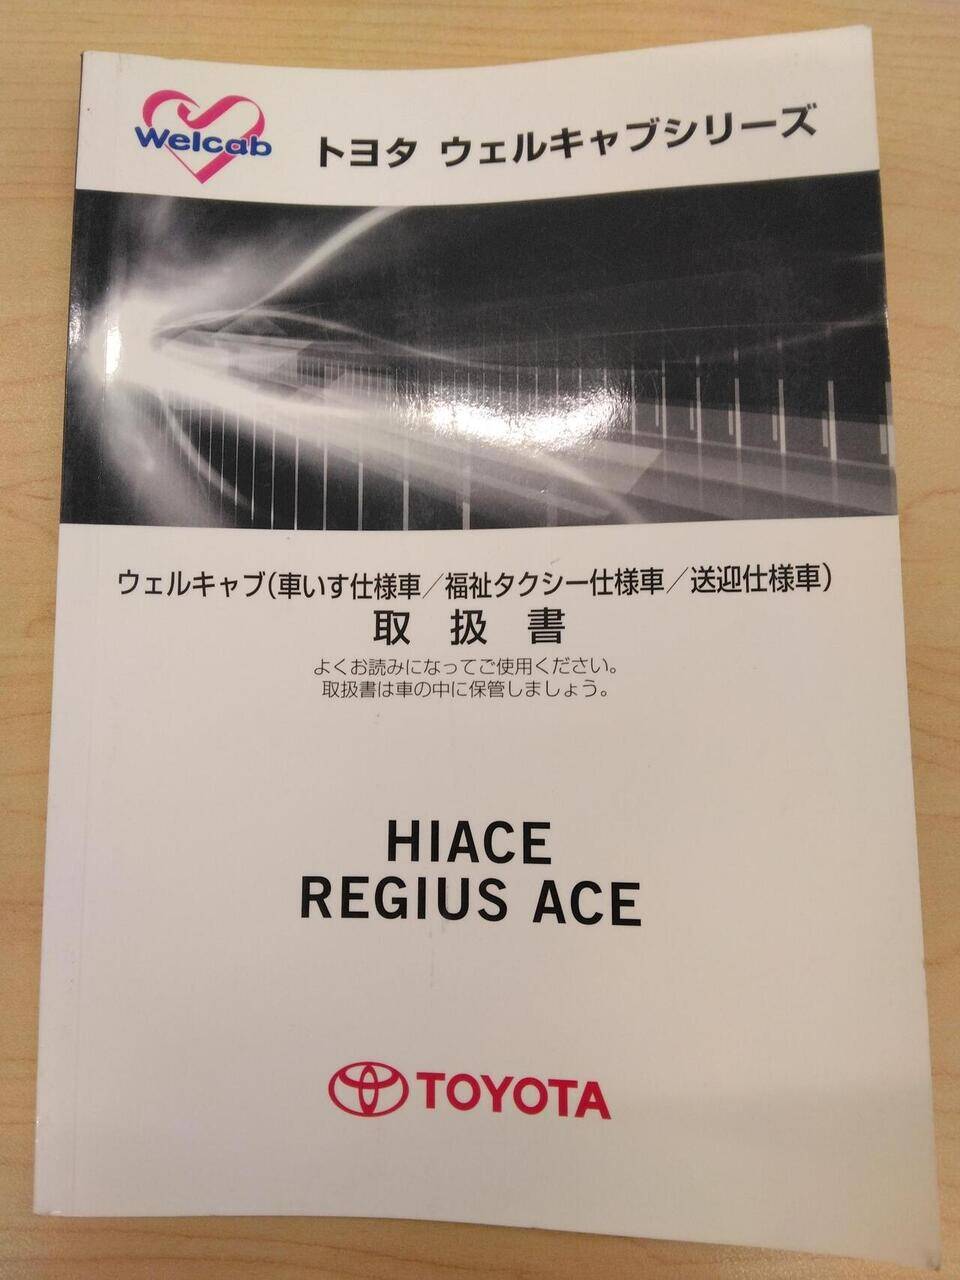 Welcab
トヨタ ウェルキャブシリーズ
ウェルキャブ(車いす仕様車／福祉タクシー仕様車／送迎仕様車)
取 扱 書
よくお読みになってご使用ください。
取扱書は車の中に保管しましょう。
HIACE
REGIUS ACE
TOYOTA